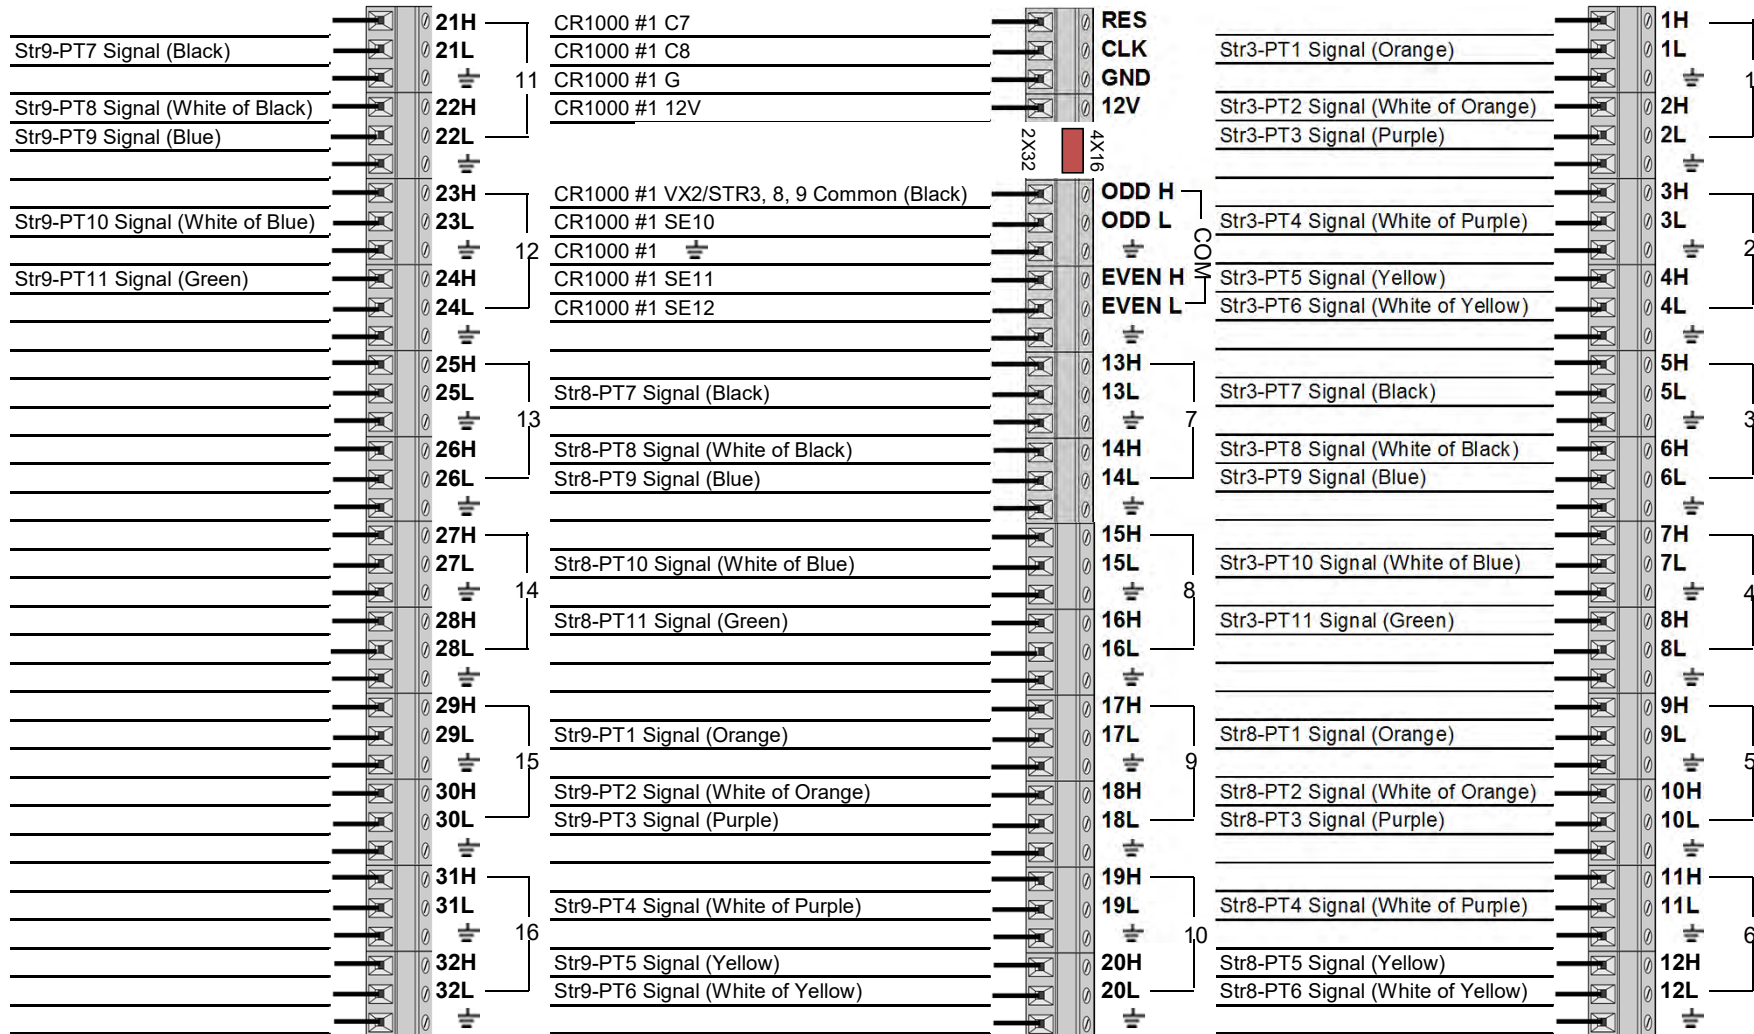 21H
Str9-PT7 Signal (Black) 21L
11
Str9-PT8 Signal (White of Black) 22H
Str9-PT9 Signal (Blue) 22L
23H
Str9-PT10 Signal (White of Blue) 23L
12
Str9-PT11 Signal (Green) 24H
24L
25H
25L
13
26H
26L
27H
27L
14
28H
28L
29H
29L
15
30H
30L
31H
31L
16
32H
32L
CR1000 #1 C7 RES
CR1000 #1 C8 CLK
CR1000 #1 G GND
CR1000 #1 12V 12V
2X32 4X16
CR1000 #1 VX2/STR3, 8, 9 Common (Black) ODD H
CR1000 #1 SE10 ODD L
CR1000 #1
COM
CR1000 #1 SE11 EVEN H
CR1000 #1 SE12 EVEN L
13H
Str8-PT7 Signal (Black) 13L
7
Str8-PT8 Signal (White of Black) 14H
Str8-PT9 Signal (Blue) 14L
15H
Str8-PT10 Signal (White of Blue) 15L
8
Str8-PT11 Signal (Green) 16H
16L
17H
Str9-PT1 Signal (Orange) 17L
9
Str9-PT2 Signal (White of Orange) 18H
Str9-PT3 Signal (Purple) 18L
19H
Str9-PT4 Signal (White of Purple) 19L
10
Str9-PT5 Signal (Yellow) 20H
Str9-PT6 Signal (White of Yellow) 20L
1H
Str3-PT1 Signal (Orange) 1L
1
Str3-PT2 Signal (White of Orange) 2H
Str3-PT3 Signal (Purple) 2L
3H
Str3-PT4 Signal (White of Purple) 3L
2
Str3-PT5 Signal (Yellow) 4H
Str3-PT6 Signal (White of Yellow) 4L
5H
Str3-PT7 Signal (Black) 5L
3
Str3-PT8 Signal (White of Black) 6H
Str3-PT9 Signal (Blue) 6L
7H
Str3-PT10 Signal (White of Blue) 7L
4
Str3-PT11 Signal (Green) 8H
8L
9H
Str8-PT1 Signal (Orange) 9L
5
Str8-PT2 Signal (White of Orange) 10H
Str8-PT3 Signal (Purple) 10L
11H
Str8-PT4 Signal (White of Purple) 11L
6
Str8-PT5 Signal (Yellow) 12H
Str8-PT6 Signal (White of Yellow) 12L